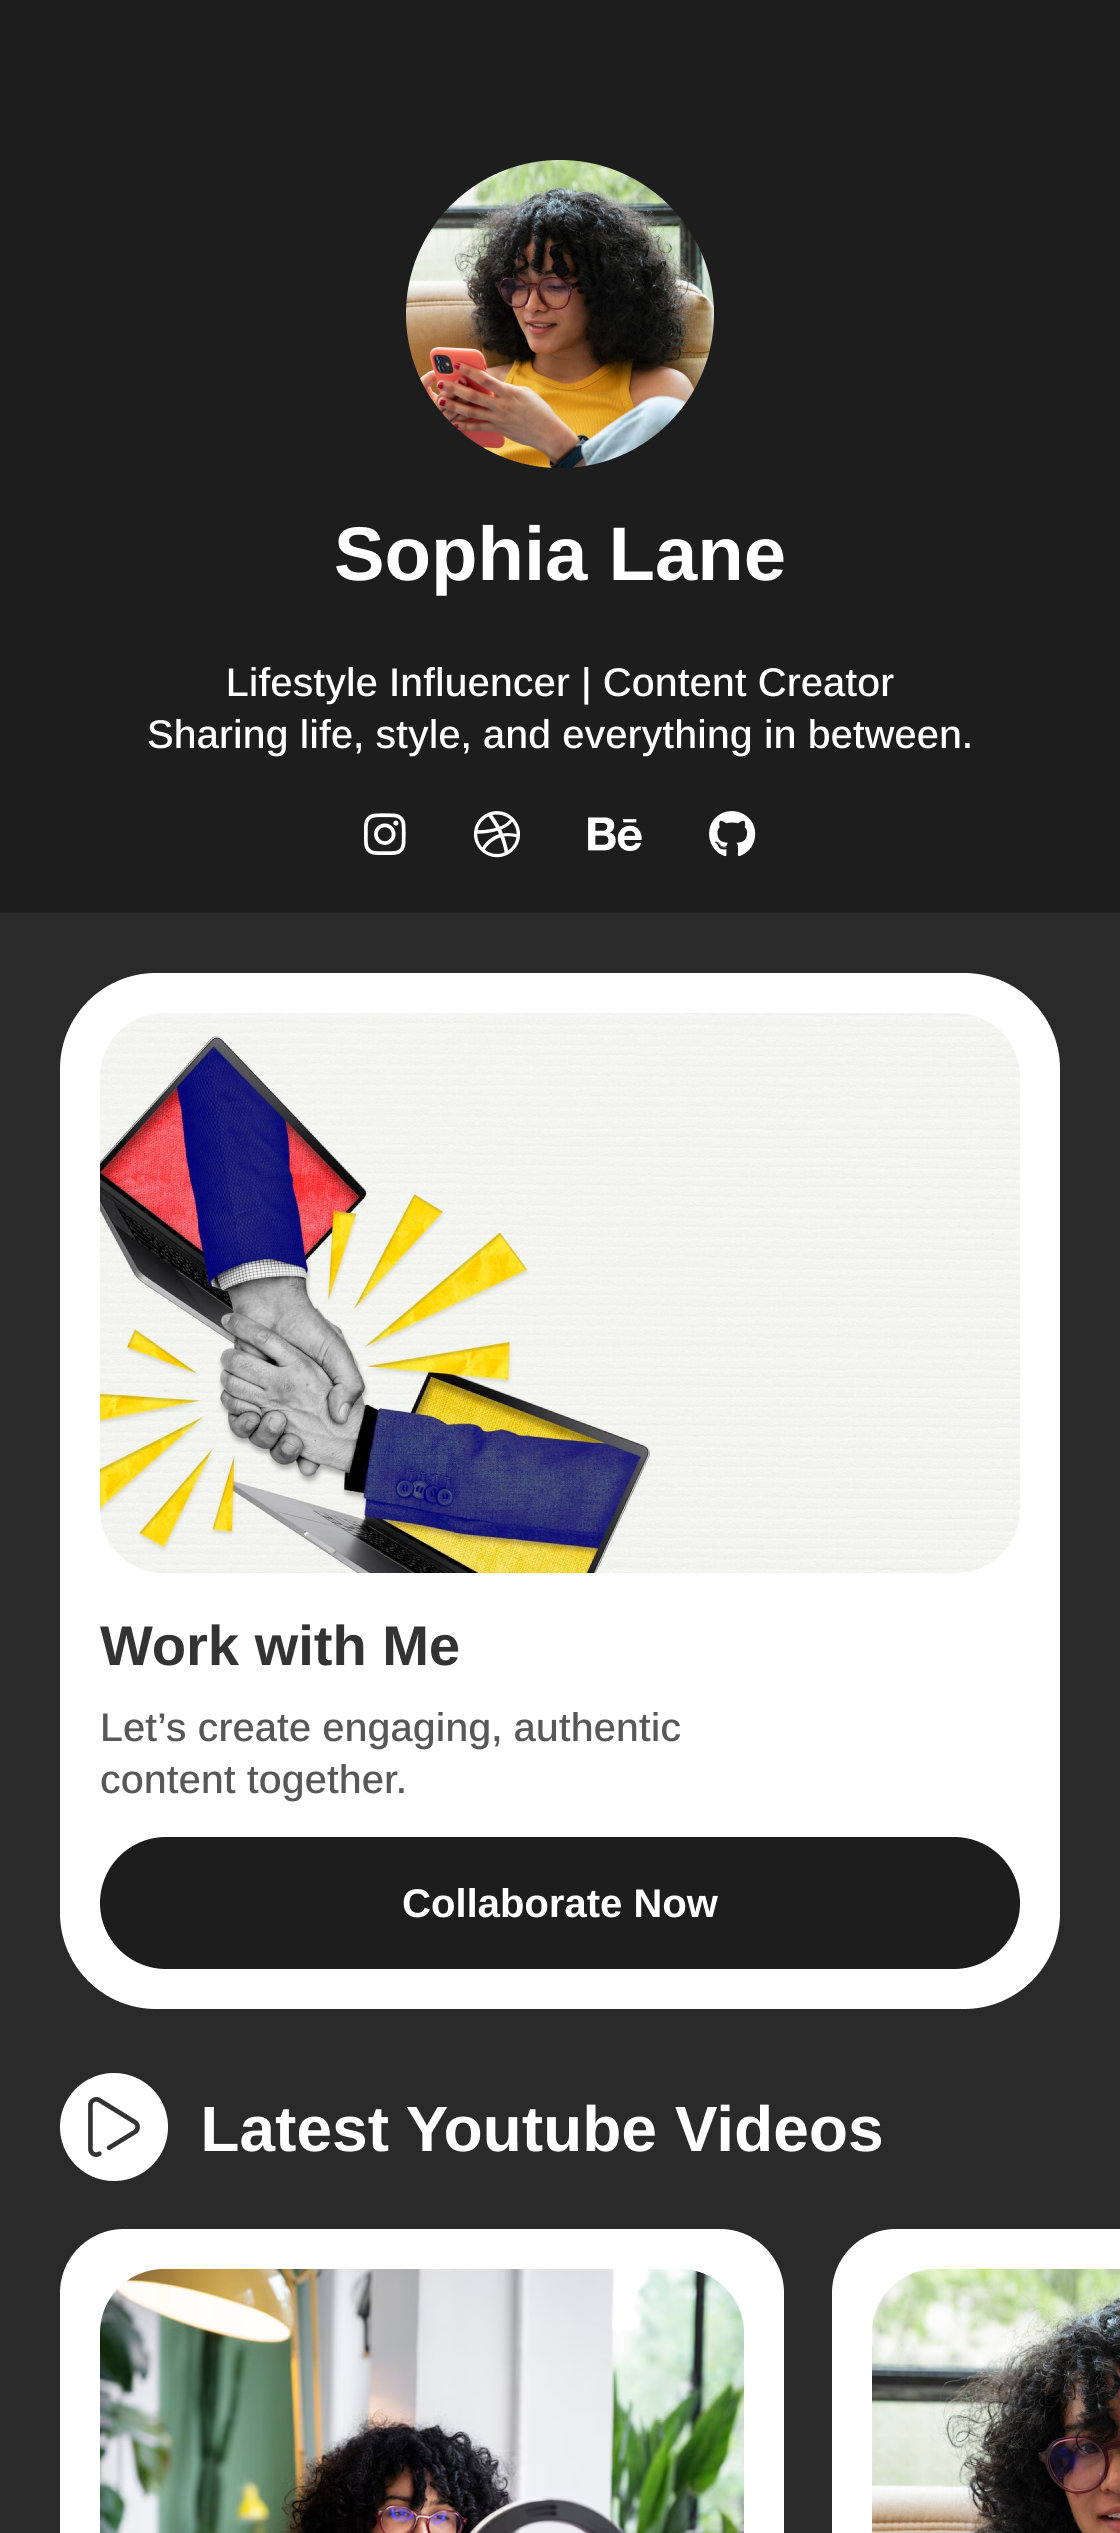 Sophia Lane
Lifestyle Influencer | Content Creator
Sharing life, style, and everything in between.
Bē
Work with Me
Let’s create engaging, authentic
content together.
Collaborate Now
Latest Youtube Videos